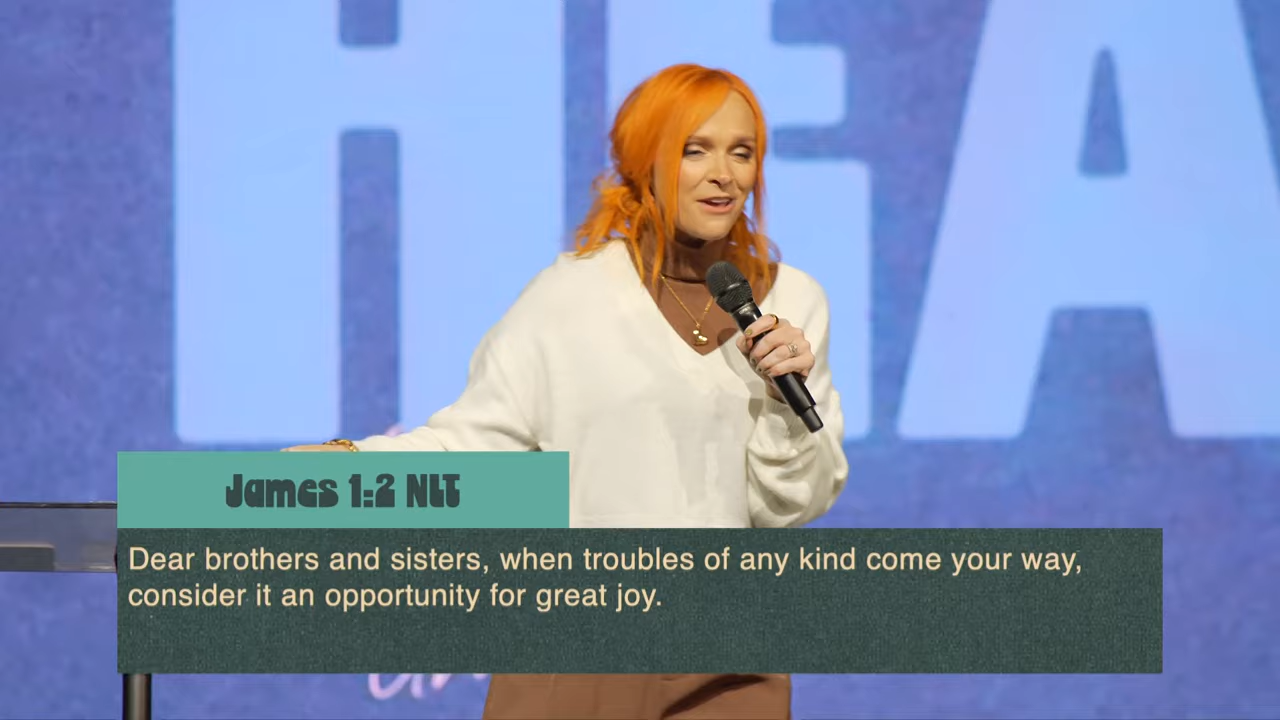 HEA
James 1:2 NLT
Dear brothers and sisters, when troubles of any kind come your way,
consider it an opportunity for great joy.